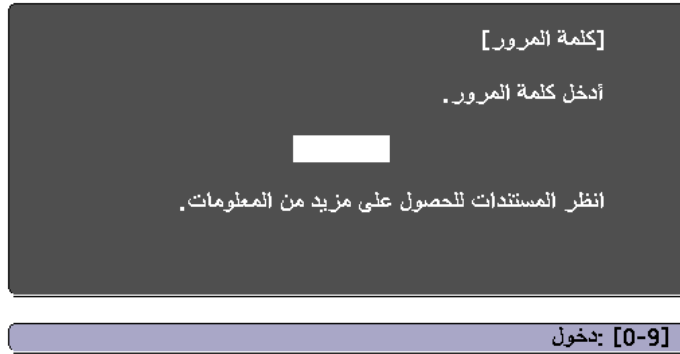 [كلمة المرور]
أدخل كلمة المرور.
انظر المستندات للحصول على مزيد من المعلومات.
[0-9] :دخول